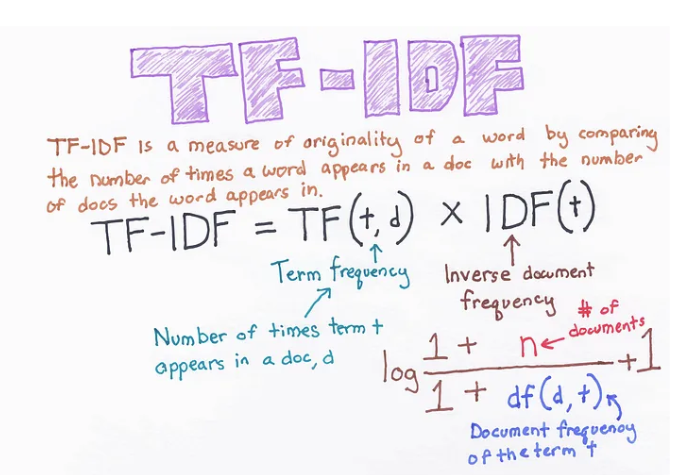 TF-IDF
TF-IDF is a measure of originality of a word by comparing
the number of times a word appears in a doc with the number
of docs the word appears in.
TF-IDF = TF(t, d) × IDF(t)
Term frequency
Number of times term t
appears in a doc, d
Inverse document
frequency
# of
documents
log (1 + n) / (1 + df(d, t)) + 1
Document frequency
of the term t